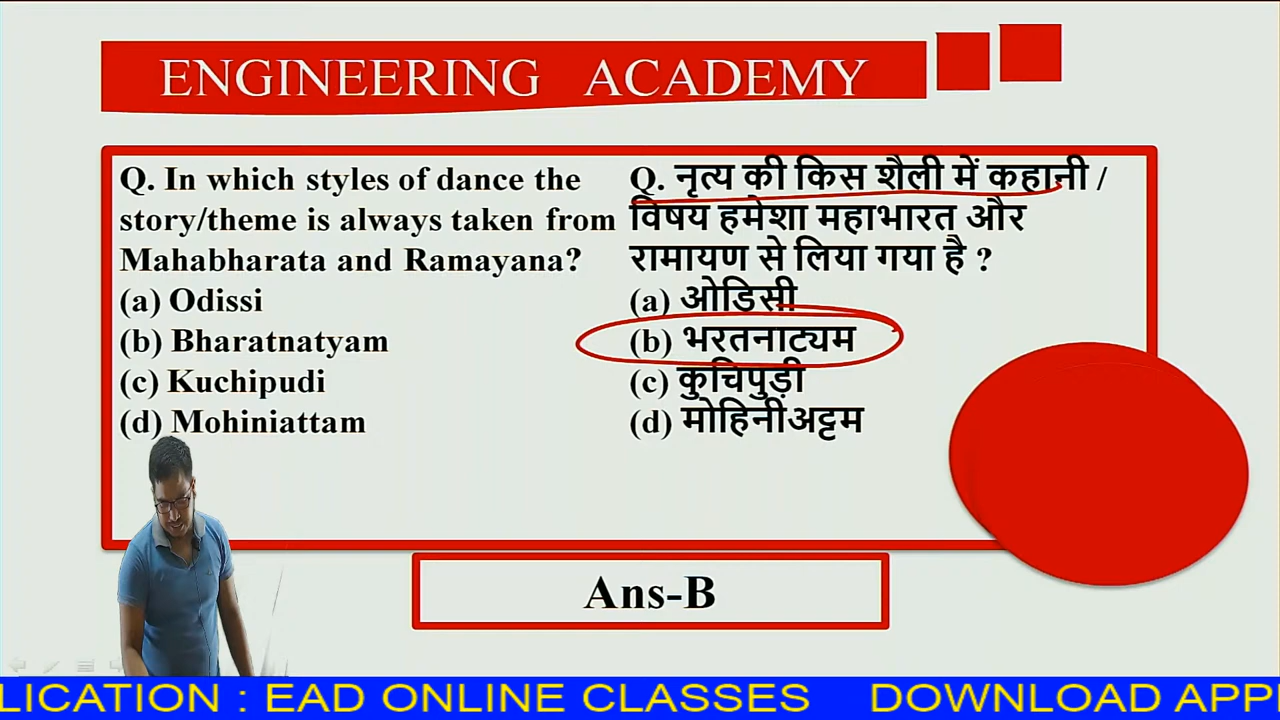 ENGINEERING ACADEMY
Q. In which styles of dance the
story/theme is always taken from
Mahabharata and Ramayana?
(a) Odissi
(b) Bharatnatyam
(c) Kuchipudi
(d) Mohiniattam
Q. नृत्य की किस शैली में कहानी /
विषय हमेशा महाभारत और
रामायण से लिया गया है ?
(a) ओडिसी
(b) भरतनाट्यम
(c) कुचिपुड़ी
(d) मोहिनीअट्टम
Ans-B
LICATION : EAD ONLINE CLASSES DOWNLOAD APP